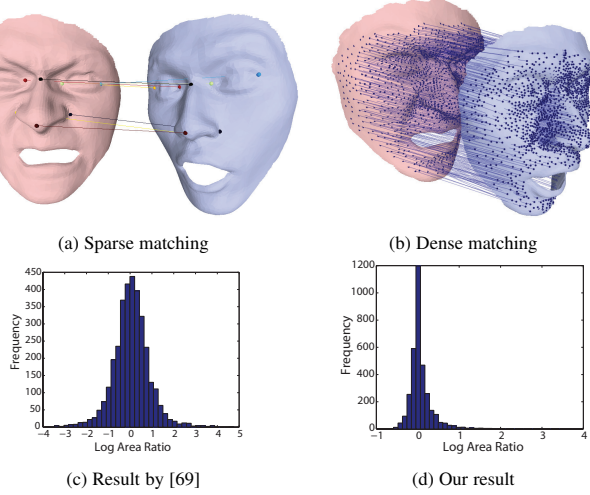 (a) Sparse matching
(b) Dense matching
450
400
350
300
250
200
150
100
50
0
Frequency
−4 −3 −2 −1 0 1 2 3 4 5
Log Area Ratio
1200
1000
800
600
400
200
0
Frequency
−1 0 1 2 3 4
Log Area Ratio
(c) Result by [69]
(d) Our result